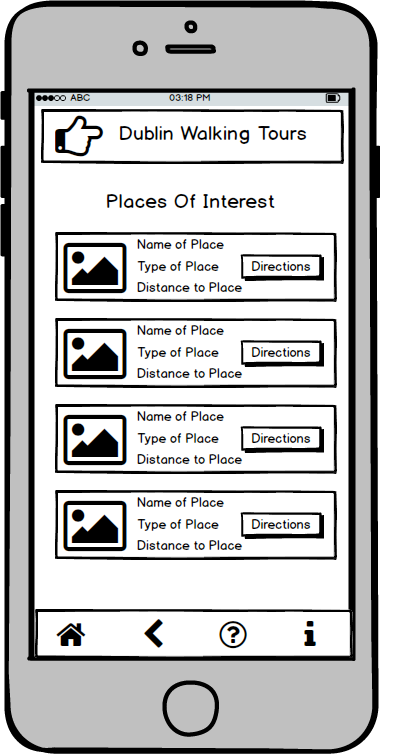 ABC 03:18 PM
Dublin Walking Tours
Places Of Interest
Name of Place
Type of Place
Directions
Distance to Place
Name of Place
Type of Place
Directions
Distance to Place
Name of Place
Type of Place
Directions
Distance to Place
Name of Place
Type of Place
Directions
Distance to Place